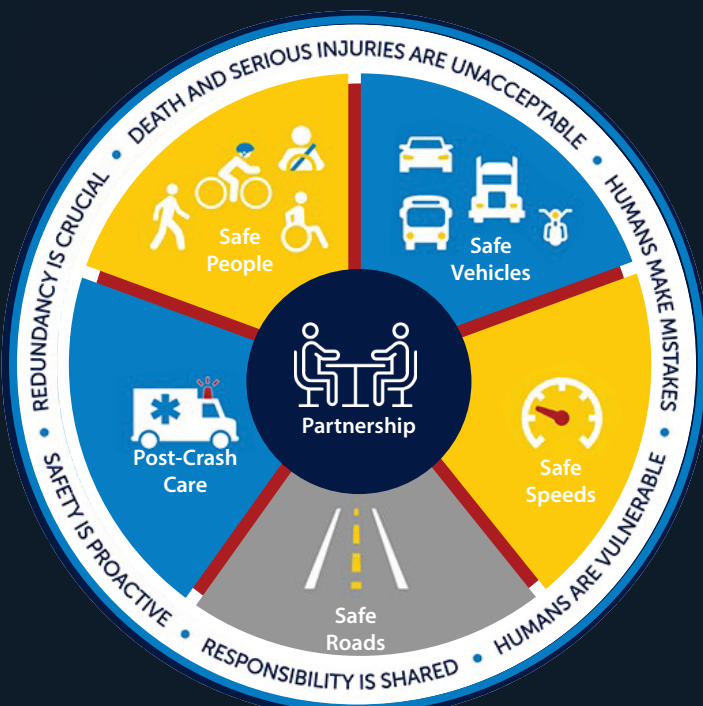 DEATH AND SERIOUS INJURIES ARE UNACCEPTABLE
HUMANS MAKE MISTAKES
HUMANS ARE VULNERABLE
RESPONSIBILITY IS SHARED
SAFETY IS PROACTIVE
REDUNDANCY IS CRUCIAL
Safe
People
Safe
Vehicles
Safe
Speeds
Safe
Roads
Post-Crash
Care
Partnership